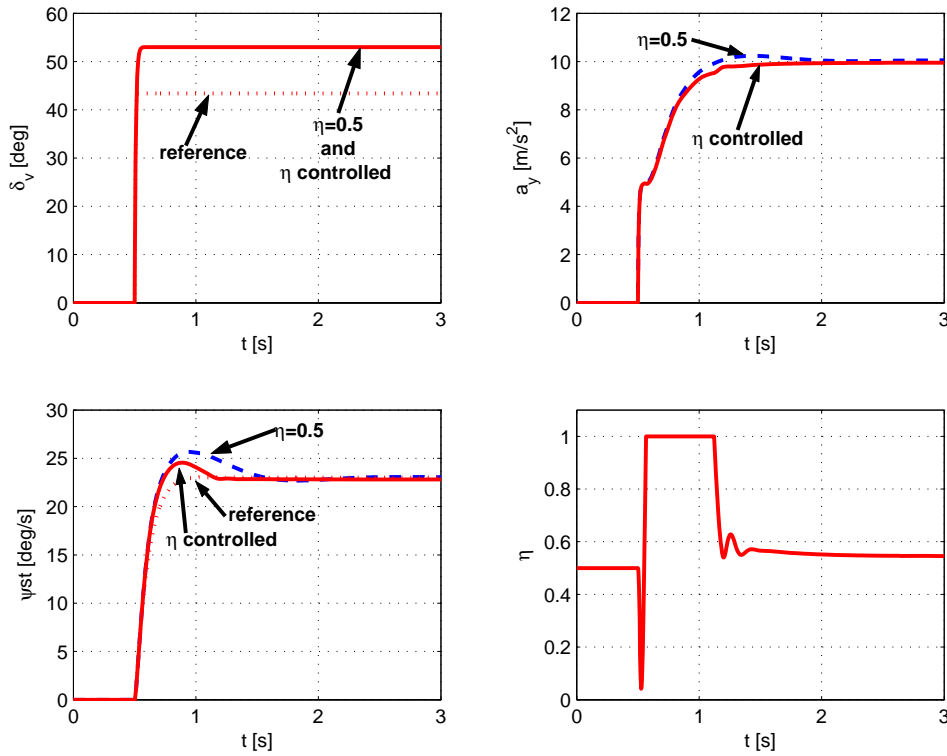 60
50
40
30
20
10
0
0
1
2
3
δv [deg]
t [s]
reference
η=0.5
and
η controlled
12
10
8
6
4
2
0
0
1
2
3
ay [m/s²]
t [s]
η=0.5
η controlled
30
25
20
15
10
5
0
0
1
2
3
ψst [deg/s]
t [s]
η=0.5
reference
η controlled
1
0.8
0.6
0.4
0.2
0
0
1
2
3
η
t [s]